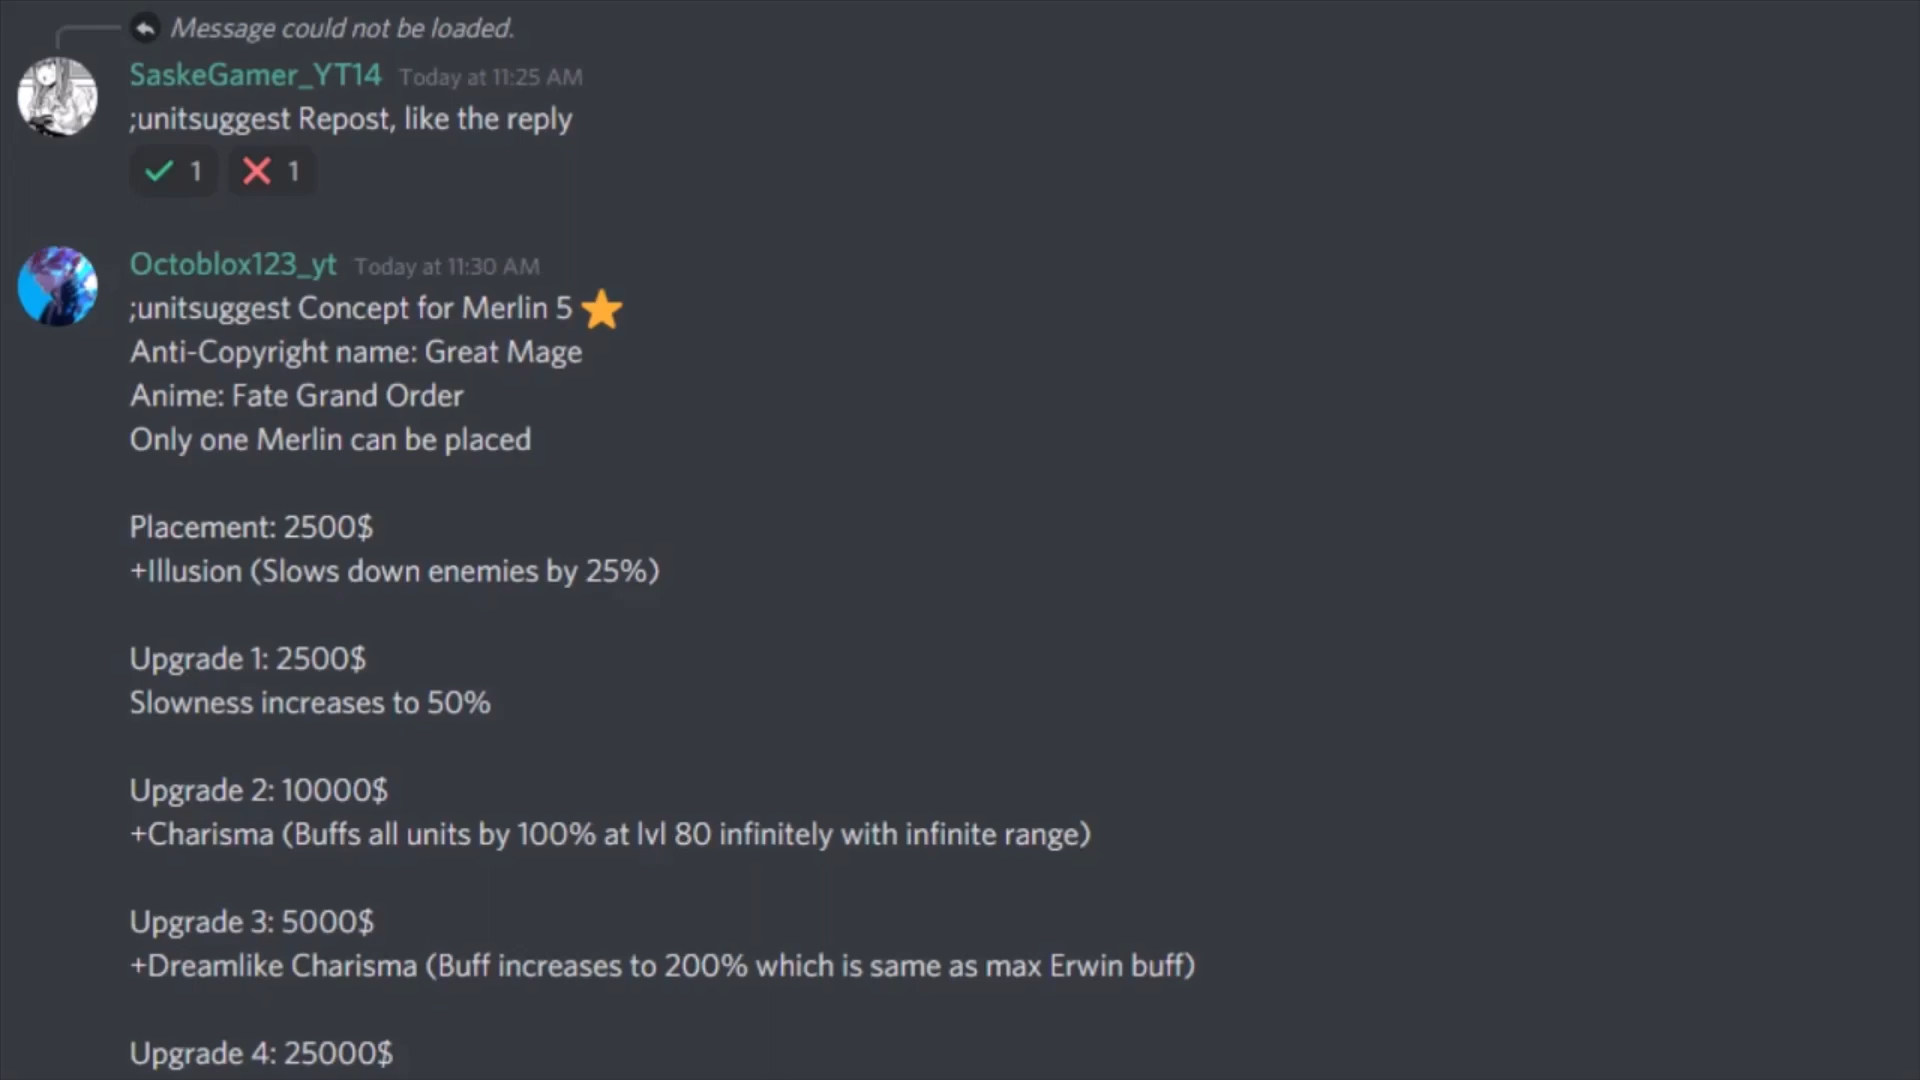 Message could not be loaded.
SaskeGamer_YT14 Today at 11:25 AM
;unitsuggest Repost, like the reply
1 1
Octoblox123_yt Today at 11:30 AM
;unitsuggest Concept for Merlin 5
Anti-Copyright name: Great Mage
Anime: Fate Grand Order
Only one Merlin can be placed
Placement: 2500$
+Illusion (Slows down enemies by 25%)
Upgrade 1: 2500$
Slowness increases to 50%
Upgrade 2: 10000$
+Charisma (Buffs all units by 100% at lvl 80 infinitely with infinite range)
Upgrade 3: 5000$
+Dreamlike Charisma (Buff increases to 200% which is same as max Erwin buff)
Upgrade 4: 25000$